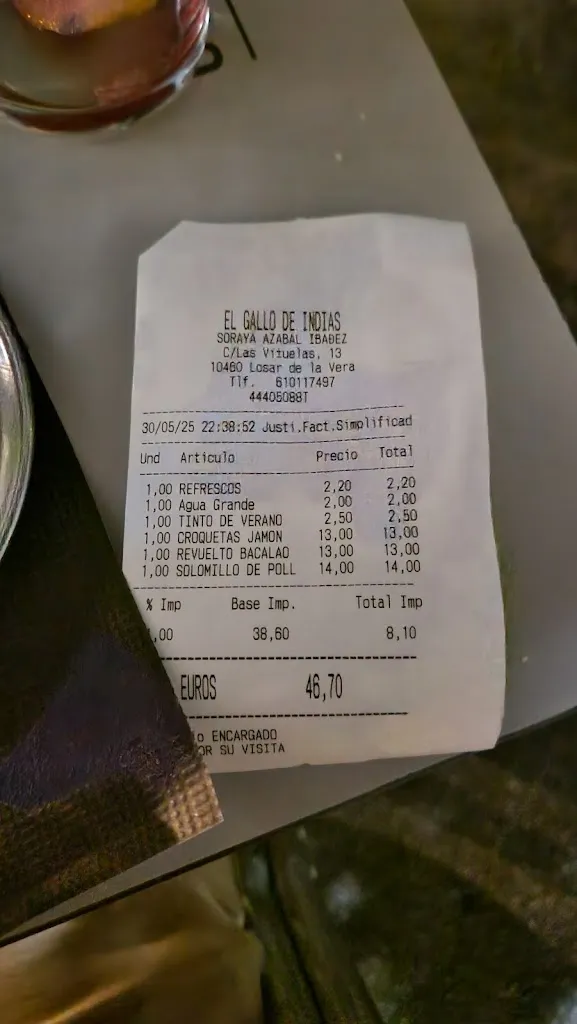 EL GALLO DE INDIAS
SORAYA AZABAL IBAÐEZ
C/Las Vituelas, 13
10460 Losar de la Vera
Tlf. 610117497
44405088T
30/05/25 22:38:52 Justi.Fact.Simplificad
Und Articulo Precio Total
1,00 REFRESCOS 2,20 2,20
1,00 Agua Grande 2,00 2,00
1,00 TINTO DE VERANO 2,50 2,50
1,00 CROQUETAS JAMON 13,00 13,00
1,00 REVUELTO BACALAO 13,00 13,00
1,00 SOLOMILLO DE POLL 14,00 14,00
% Imp Base Imp. Total Imp
,00 38,60 8,10
EUROS 46,70
o ENCARGADO
OR SU VISITA